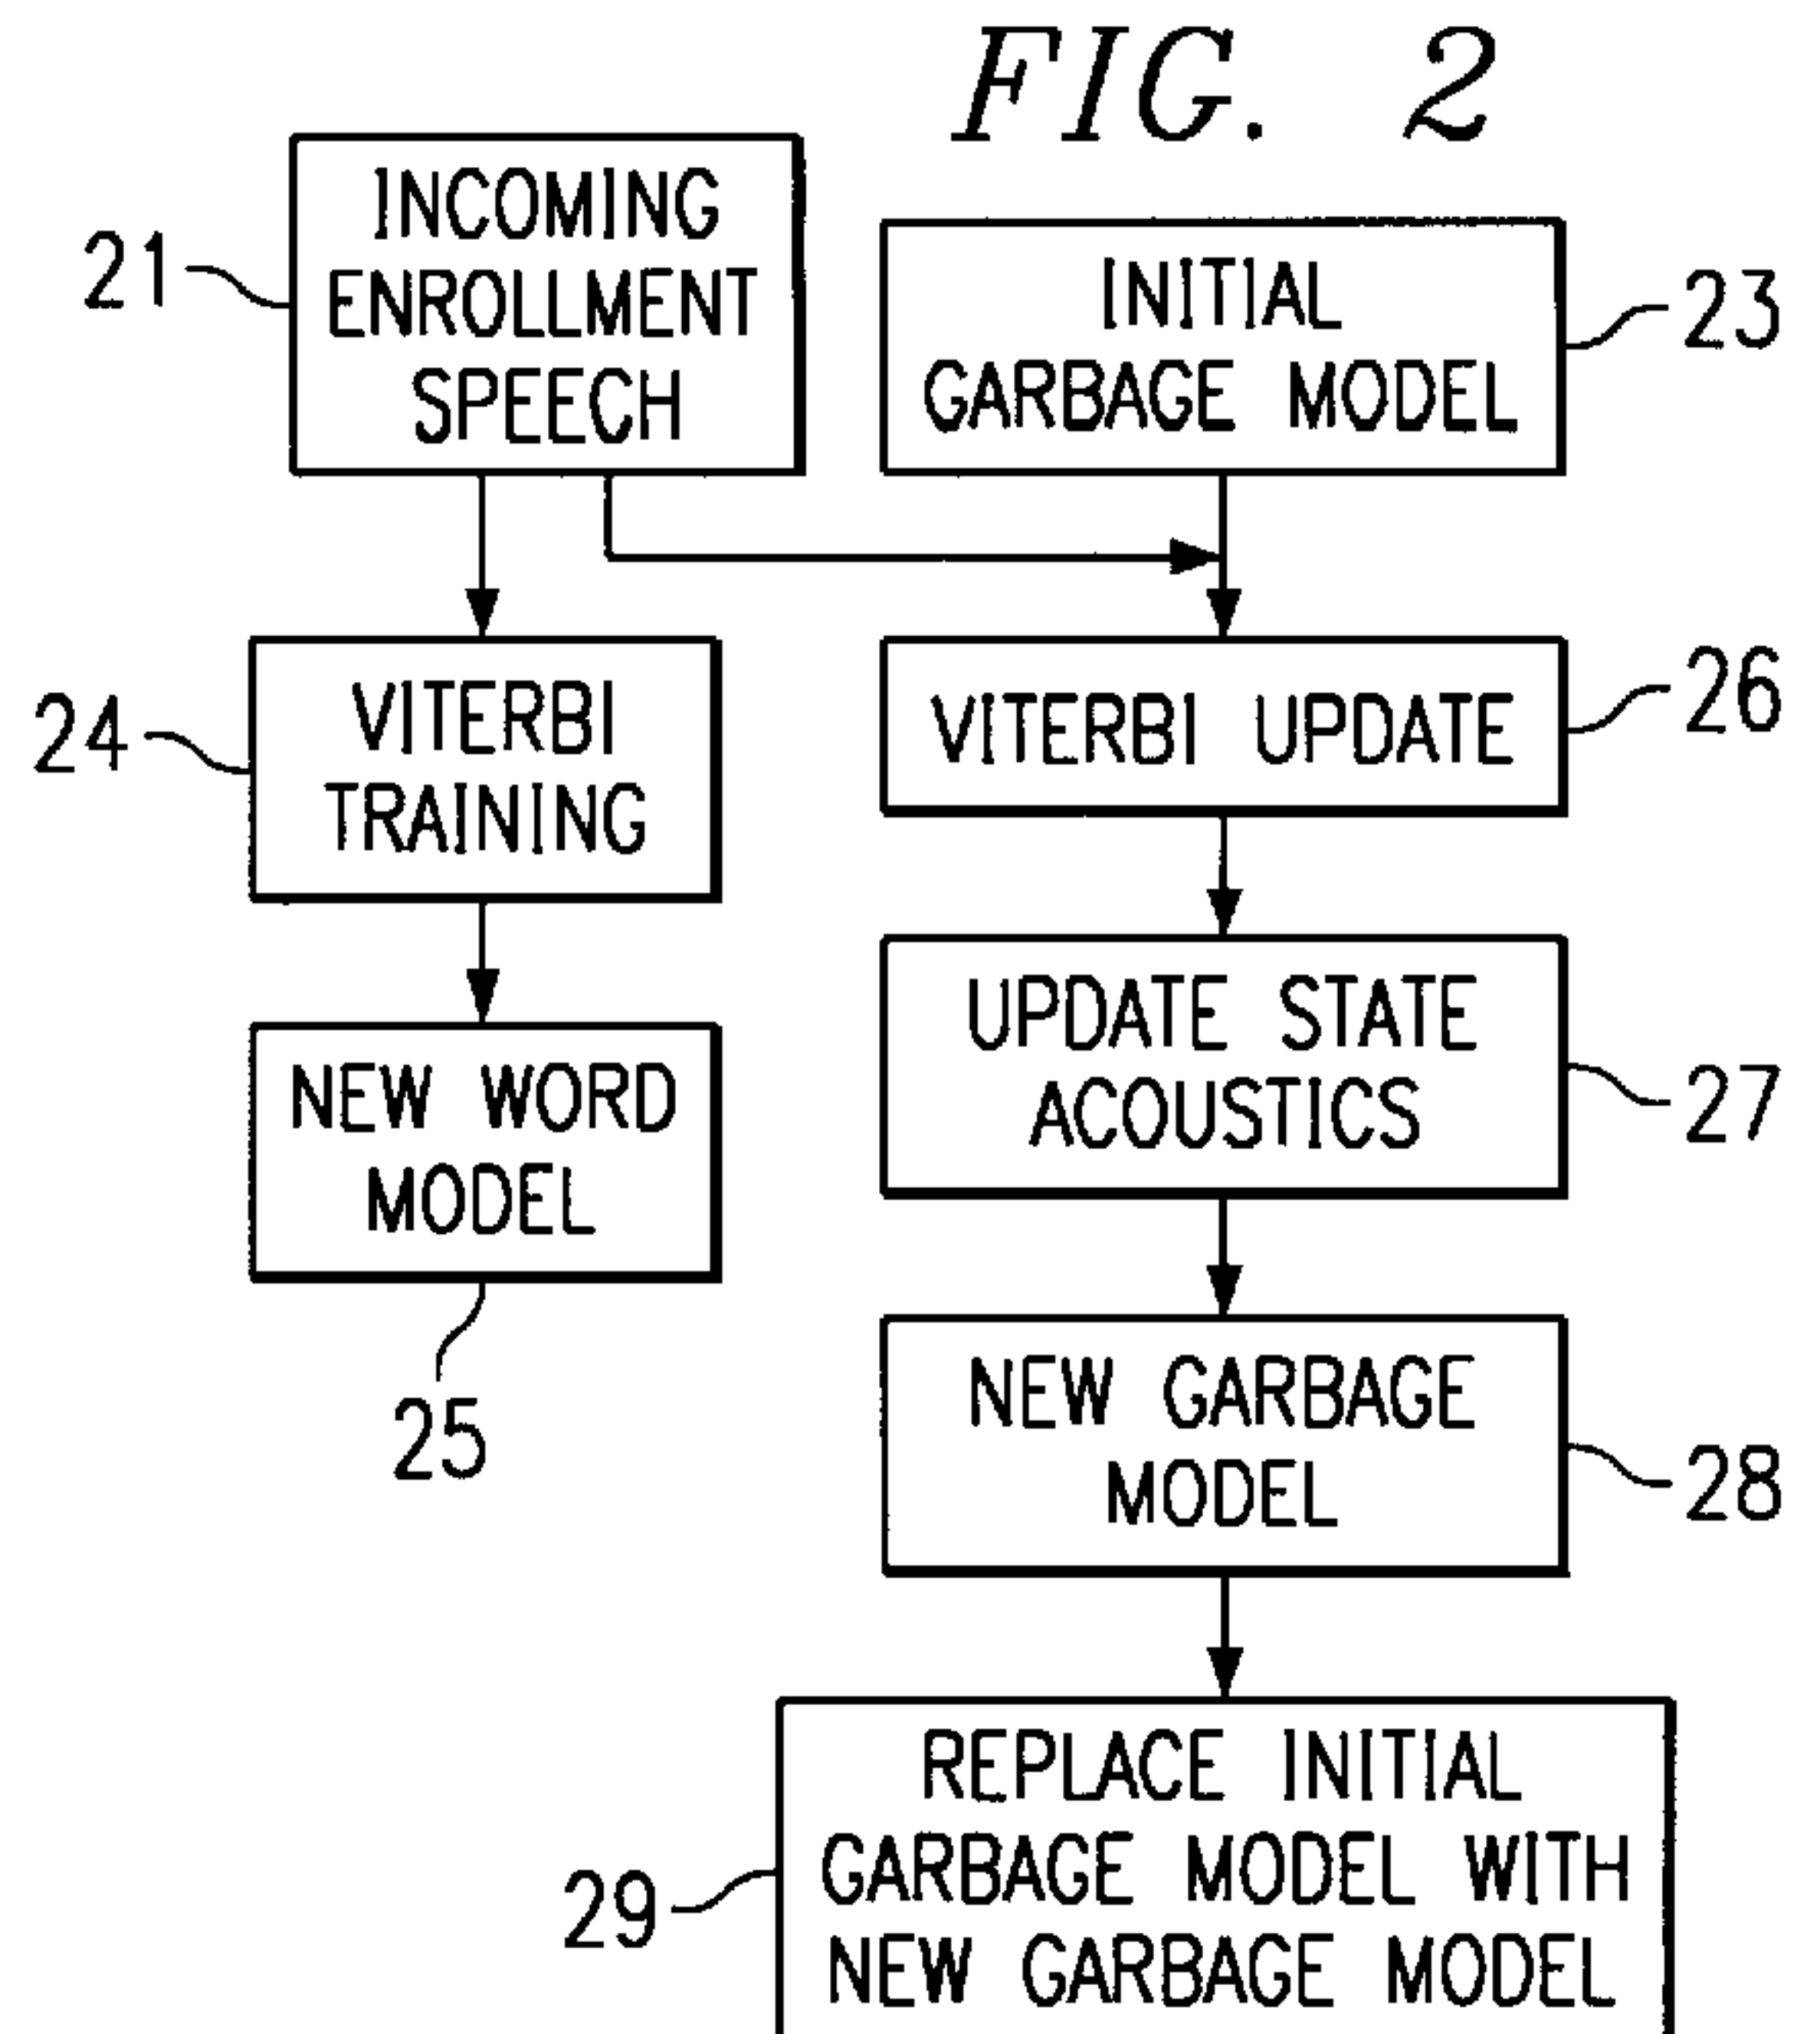 FIG. 2
INCOMING
ENROLLMENT
SPEECH
21
INITIAL
GARBAGE MODEL
23
VITERBI
TRAINING
24
VITERBI UPDATE
26
NEW WORD
MODEL
25
UPDATE STATE
ACOUSTICS
27
NEW GARBAGE
MODEL
28
REPLACE INITIAL
GARBAGE MODEL WITH
NEW GARBAGE MODEL
29